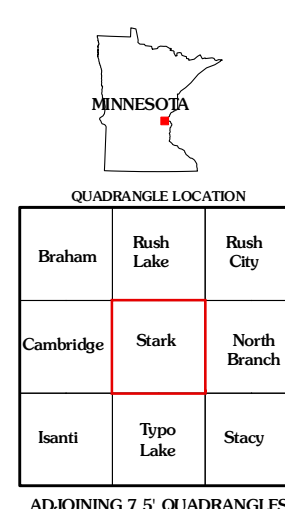 MINNESOTA
QUADRANGLE LOCATION
Braham
Rush
Lake
Rush
City
Cambridge
Stark
North
Branch
Isanti
Typo
Lake
Stacy
ADJOINING 7.5' QUADRANGLES